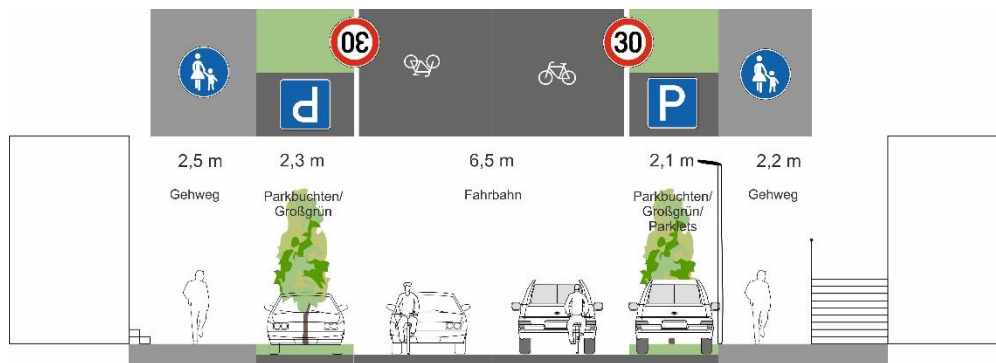 30
30
P
P
2,5 m
2,3 m
6,5 m
2,1 m
2,2 m
Gehweg
Parkbuchten/
Großgrün
Fahrbahn
Parkbuchten/
Großgrün/
Parklets
Gehweg